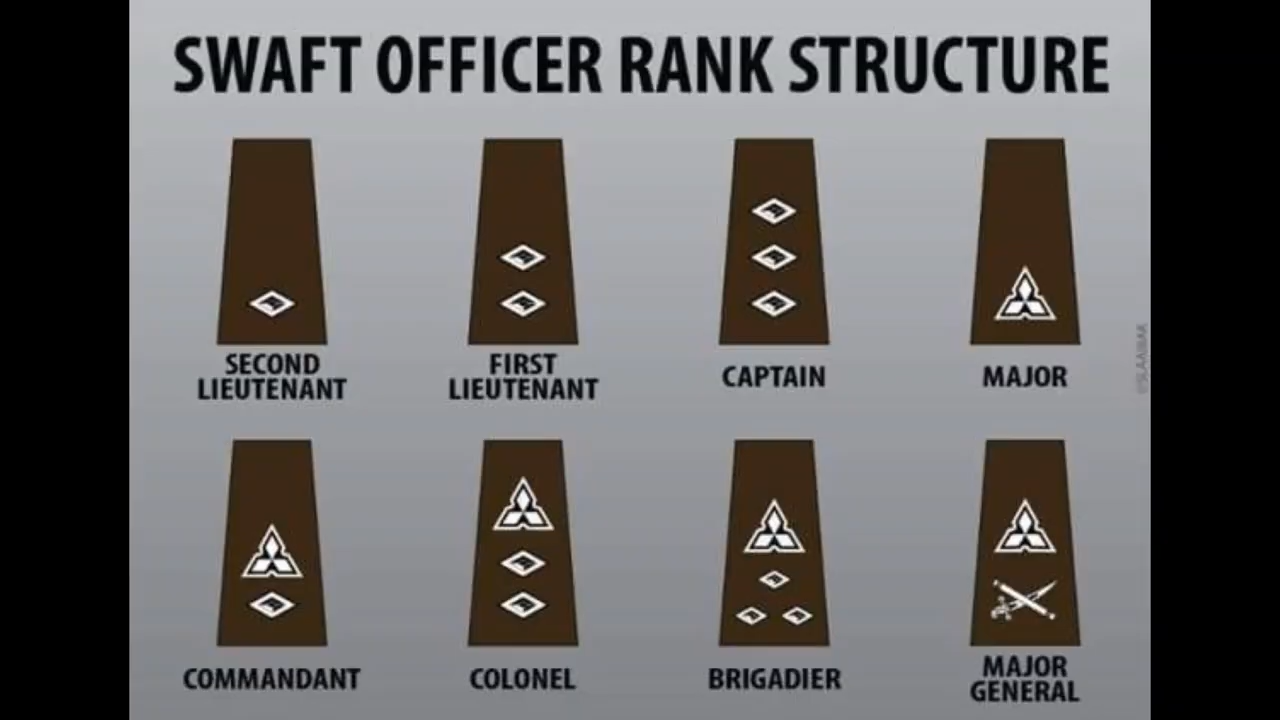 SWAFT OFFICER RANK STRUCTURE
SECOND
LIEUTENANT
FIRST
LIEUTENANT
CAPTAIN
MAJOR
COMMANDANT
COLONEL
BRIGADIER
MAJOR
GENERAL